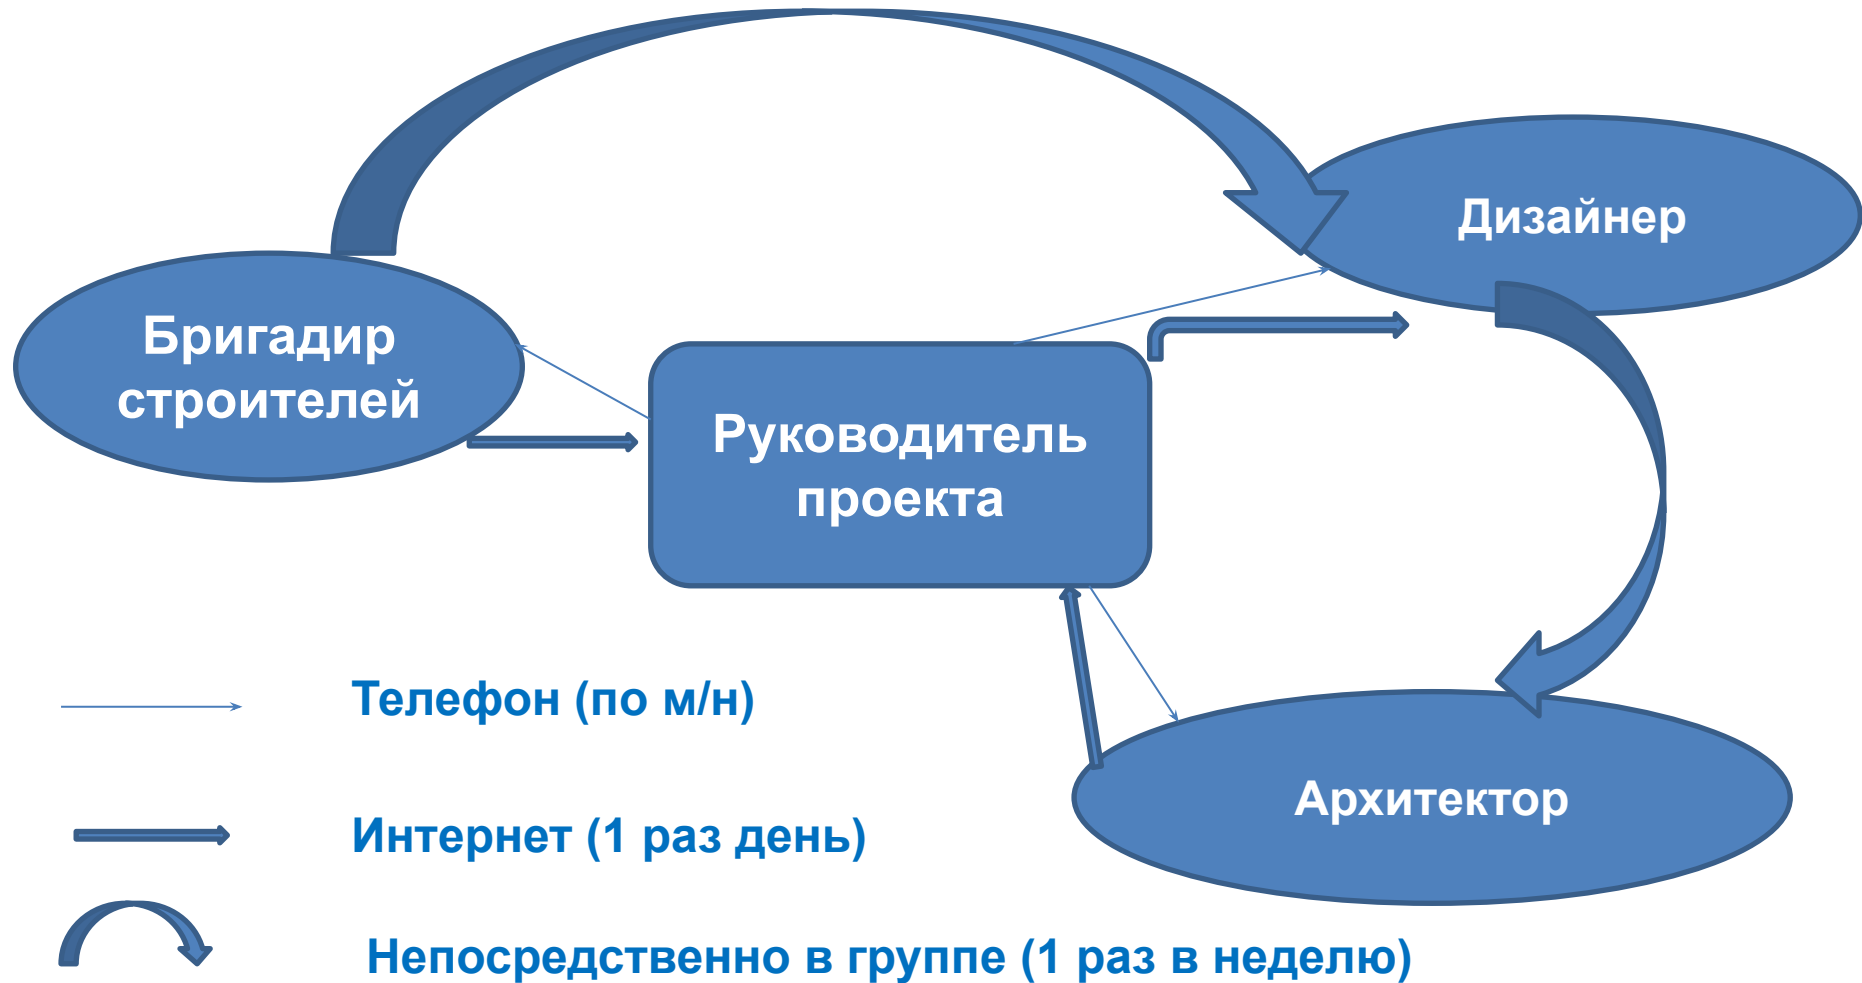 Дизайнер
Бригадир
строителей
Руководитель
проекта
Телефон (по м/н)
Архитектор
Интернет (1 раз день)
Непосредственно в группе (1 раз в неделю)